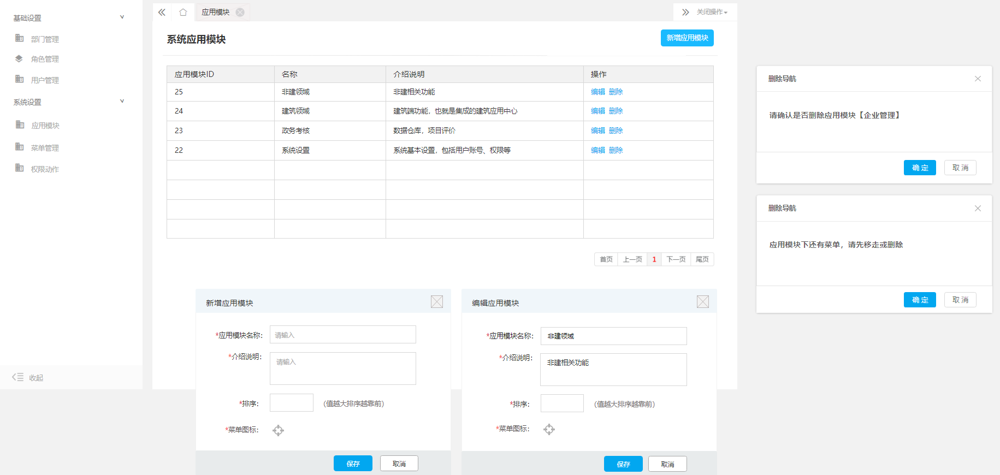 基础设置
部门管理
角色管理
用户管理
系统设置
应用模块
菜单管理
权限动作
收起
应用模块
关闭操作
系统应用模块
新增应用模块
应用模块ID 名称 介绍说明 操作
25 非建领域 非建相关功能 编辑 删除
24 建筑领域 建筑端功能，也就是集成的建筑应用中心 编辑 删除
23 政务考核 数据仓库，项目评价 编辑 删除
22 系统设置 系统基本设置，包括用户账号、权限等 编辑 删除
首页 上一页 1 下一页 尾页
新增应用模块
*应用模块名称： 请输入
*介绍说明： 请输入
*排序： (值越大排序越靠前)
*菜单图标：
保存 取消
编辑应用模块
*应用模块名称： 非建领域
*介绍说明： 非建相关功能
*排序： (值越大排序越靠前)
*菜单图标：
保存 取消
删除导航
请确认是否删除应用模块【企业管理】
确定 取消
删除导航
应用模块下还有菜单，请先移走或删除
确定 取消